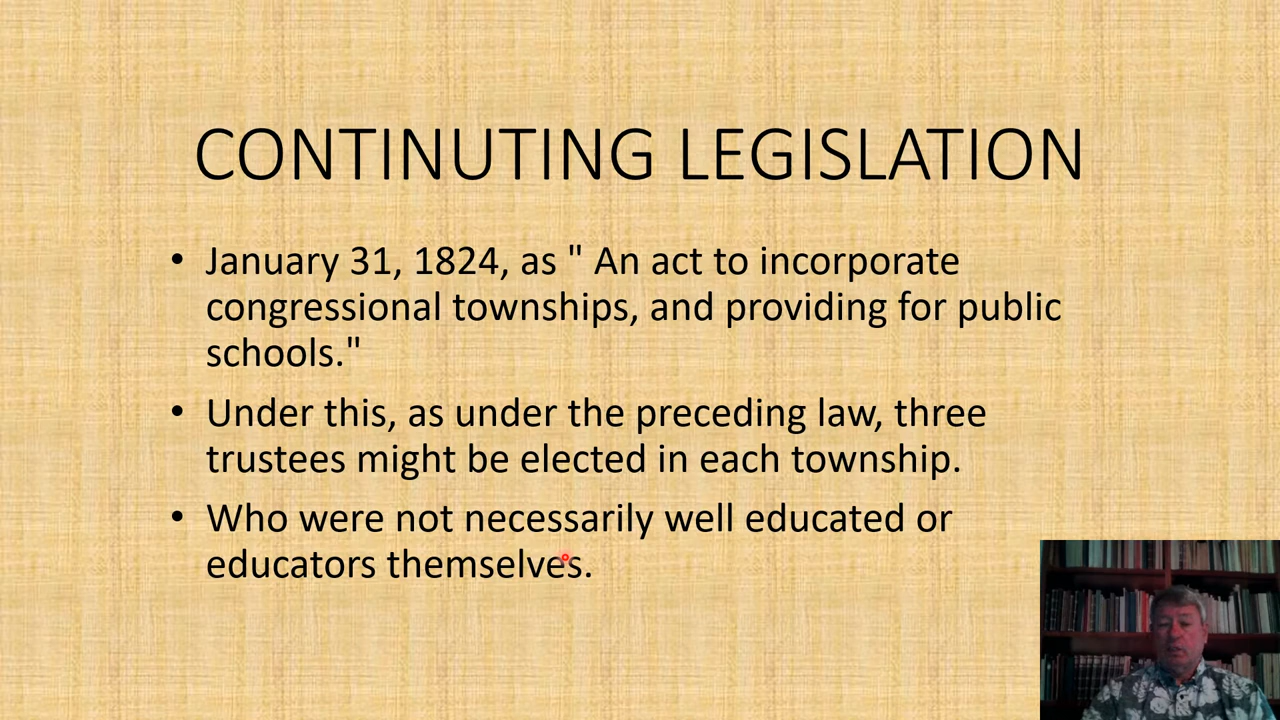 CONTINUTING LEGISLATION
• January 31, 1824, as " An act to incorporate
congressional townships, and providing for public
schools."
• Under this, as under the preceding law, three
trustees might be elected in each township.
• Who were not necessarily well educated or
educators themselves.